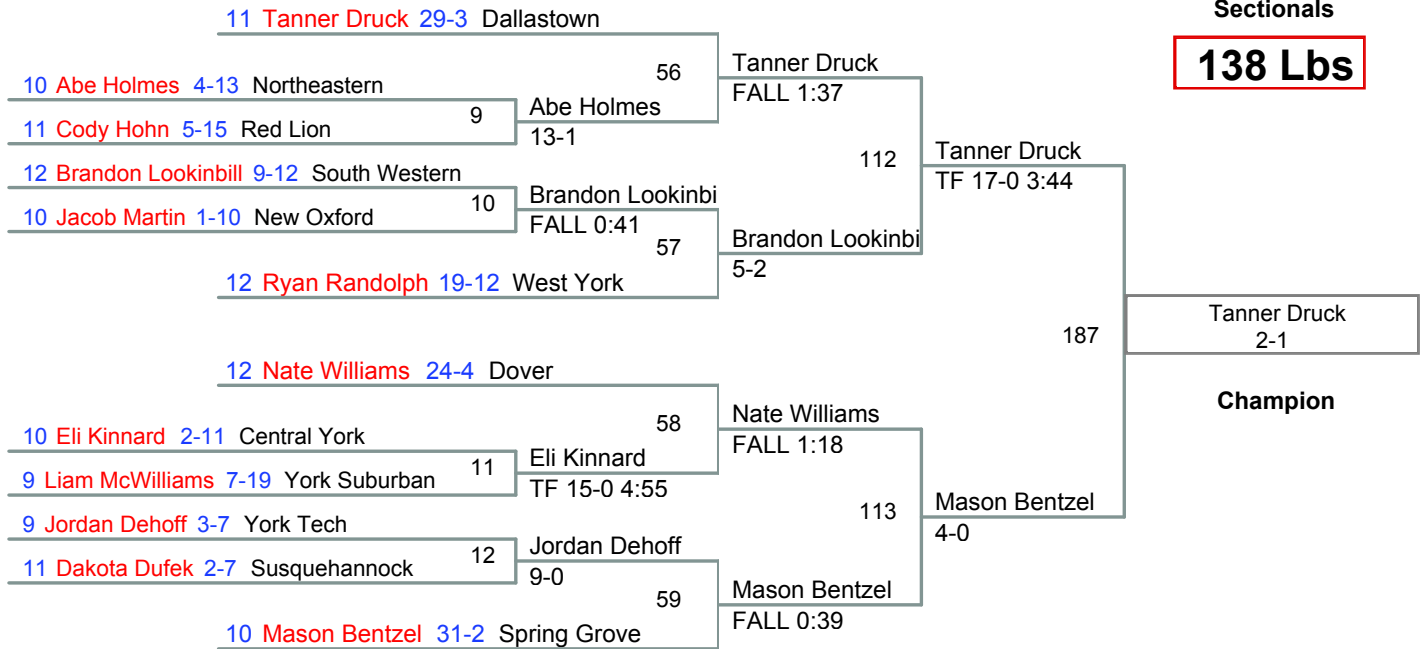 Sectionals
138 Lbs
11 Tanner Druck 29-3 Dallastown
10 Abe Holmes 4-13 Northeastern
11 Cody Hohn 5-15 Red Lion
12 Brandon Lookinbill 9-12 South Western
10 Jacob Martin 1-10 New Oxford
12 Ryan Randolph 19-12 West York
12 Nate Williams 24-4 Dover
10 Eli Kinnard 2-11 Central York
9 Liam McWilliams 7-19 York Suburban
9 Jordan Dehoff 3-7 York Tech
11 Dakota Dufek 2-7 Susquehannock
10 Mason Bentzel 31-2 Spring Grove
9
Abe Holmes
13-1
10
Brandon Lookinbi
FALL 0:41
11
Eli Kinnard
TF 15-0 4:55
12
Jordan Dehoff
9-0
56
Tanner Druck
FALL 1:37
57
Brandon Lookinbi
5-2
58
Nate Williams
FALL 1:18
59
Mason Bentzel
FALL 0:39
112
Tanner Druck
TF 17-0 3:44
113
Mason Bentzel
4-0
187
Tanner Druck
2-1
Champion